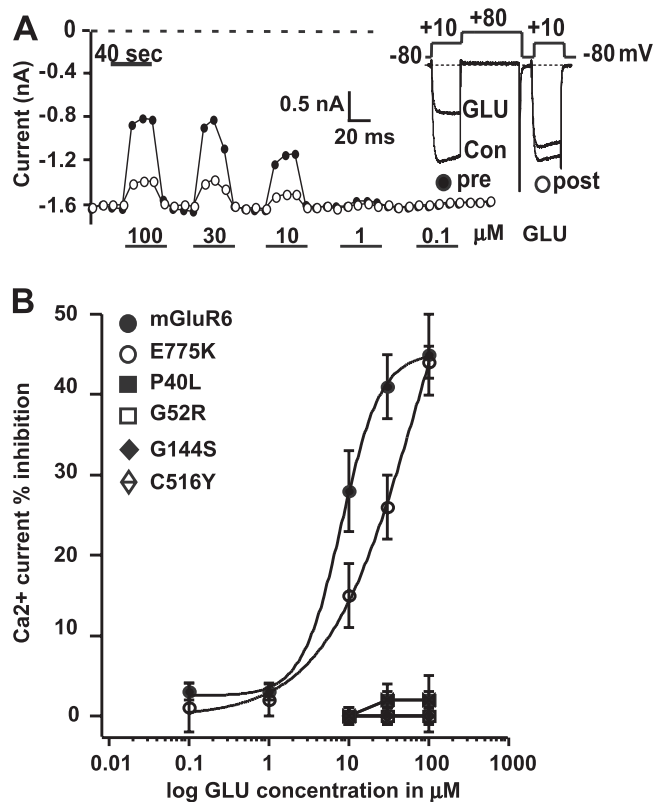 A
0
-0.4
-0.8
-1.2
-1.6
Current (nA)
40 sec
0.5 nA
20 ms
+10 +80 +10
-80 -80 mV
GLU
Con
pre post
100 30 10 1 0.1 μM GLU
B
50
40
30
20
10
0
Ca2+ current % inhibition
mGluR6
E775K
P40L
G52R
G144S
C516Y
0.01 0.1 1 10 100 1000
log GLU concentration in μM